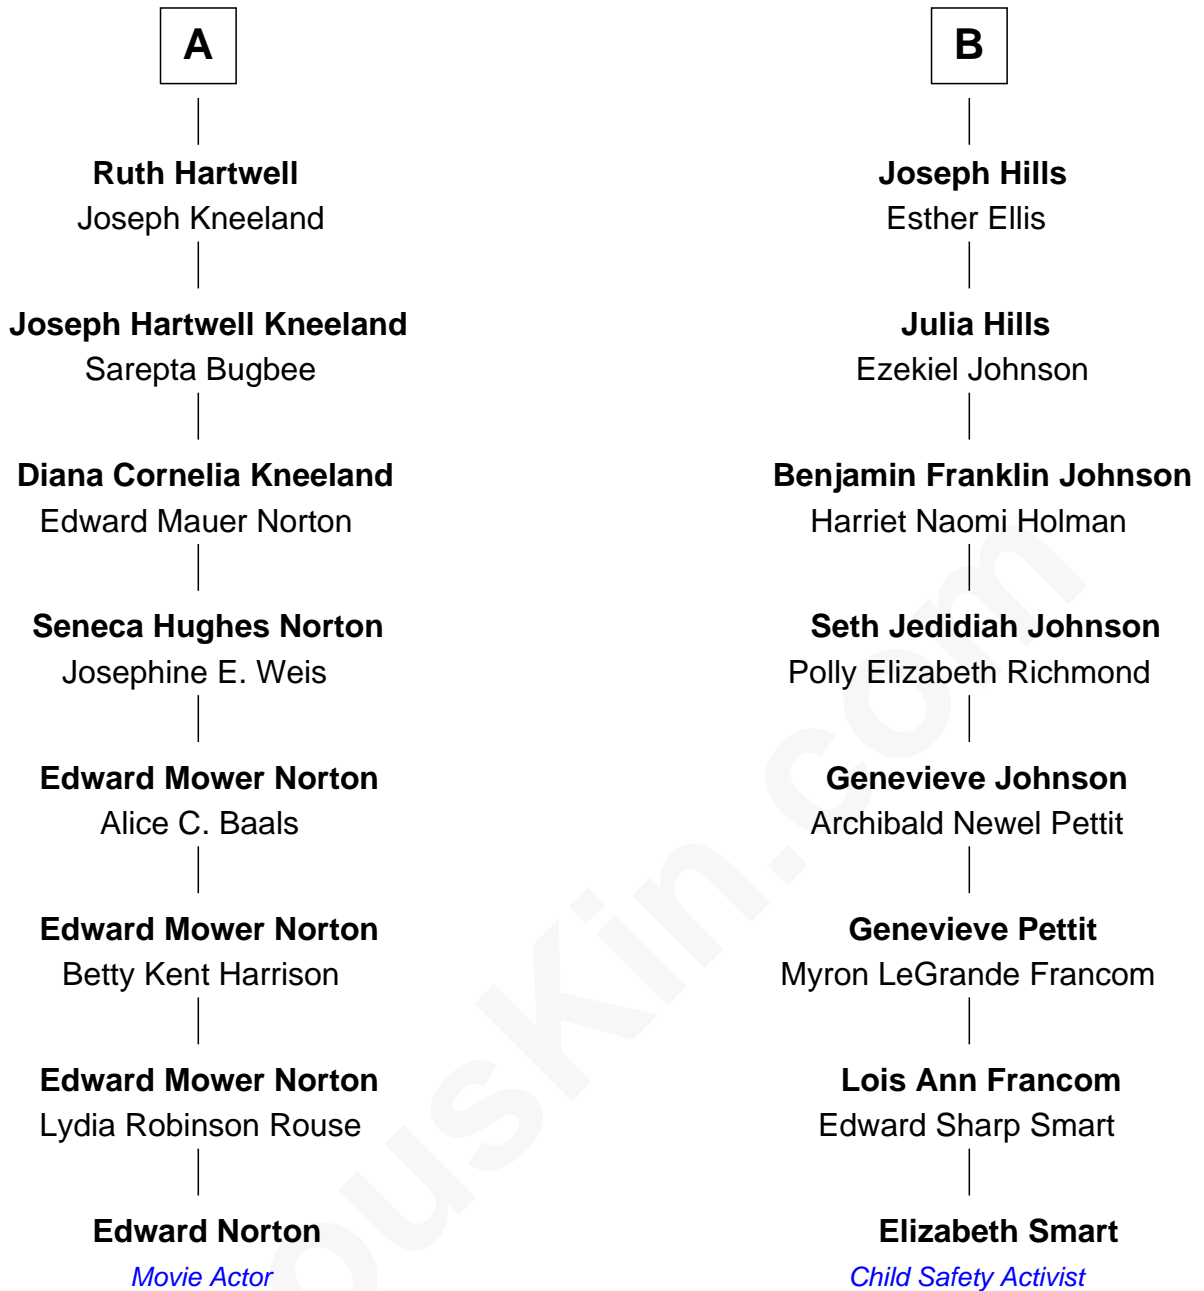 A
Ruth Hartwell
Joseph Kneeland
Joseph Hartwell Kneeland
Sarepta Bugbee
Diana Cornelia Kneeland
Edward Mauer Norton
Seneca Hughes Norton
Josephine E. Weis
Edward Mower Norton
Alice C. Baals
Edward Mower Norton
Betty Kent Harrison
Edward Mower Norton
Lydia Robinson Rouse
Edward Norton
Movie Actor
B
Joseph Hills
Esther Ellis
Julia Hills
Ezekiel Johnson
Benjamin Franklin Johnson
Harriet Naomi Holman
Seth Jedidiah Johnson
Polly Elizabeth Richmond
Genevieve Johnson
Archibald Newel Pettit
Genevieve Pettit
Myron LeGrande Francom
Lois Ann Francom
Edward Sharp Smart
Elizabeth Smart
Child Safety Activist
ousKin.com